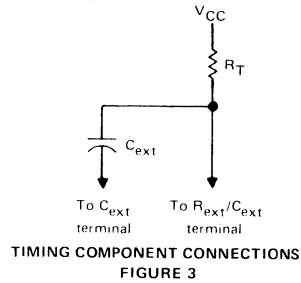 VCC
RT
Cext
To Cext
terminal
To Rext/Cext
terminal
TIMING COMPONENT CONNECTIONS
FIGURE 3